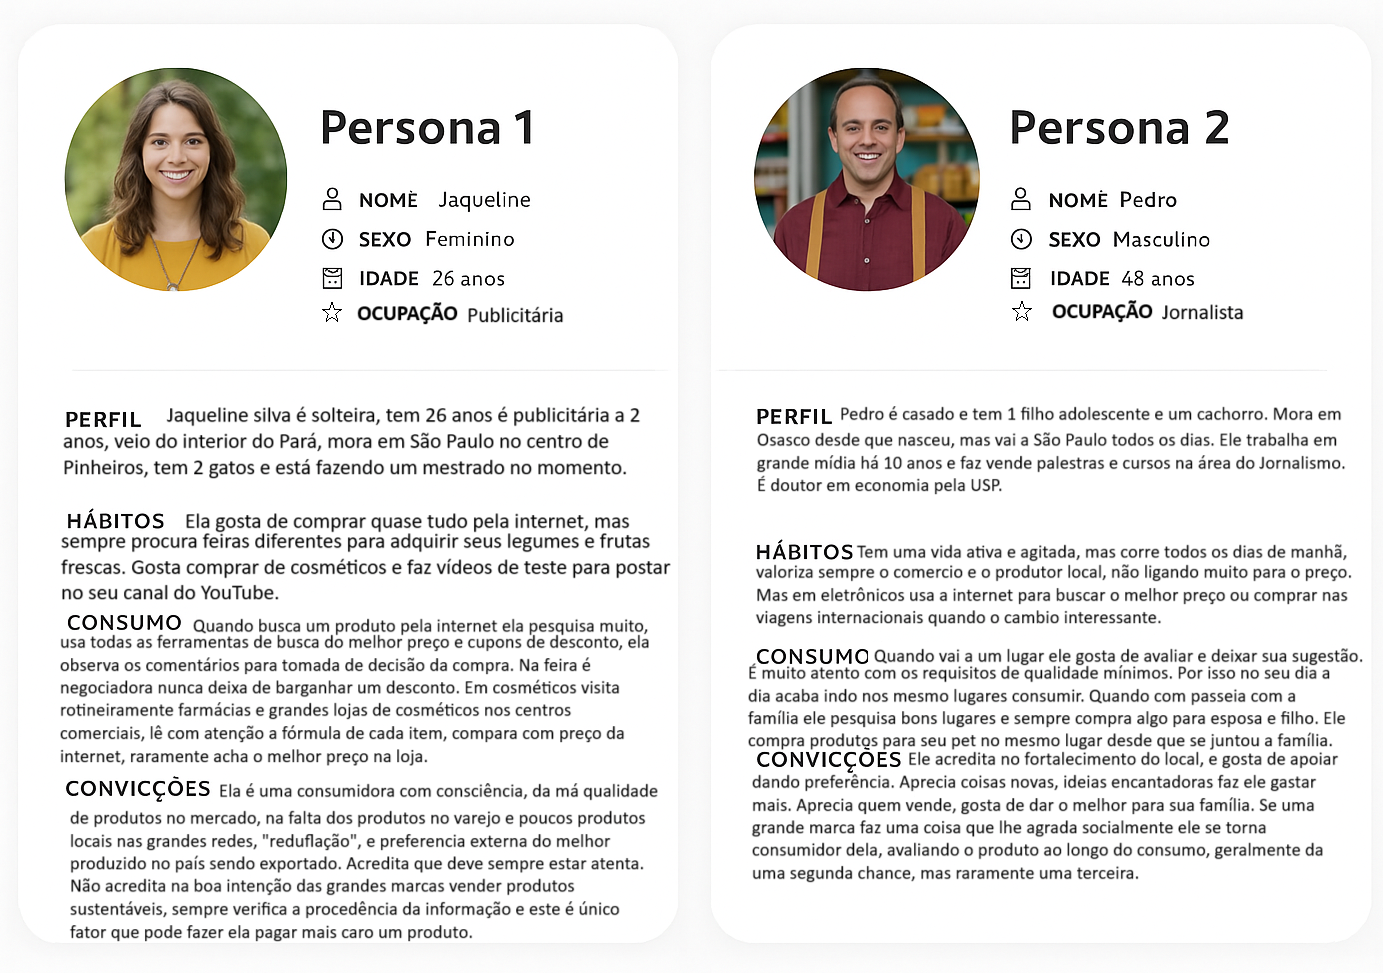 Persona 1
NOME Jaqueline
SEXO Feminino
IDADE 26 anos
OCUPAÇÃO Publicitária
PERFIL Jaqueline silva é solteira, tem 26 anos é publicitária a 2
anos, veio do interior do Pará, mora em São Paulo no centro de
Pinheiros, tem 2 gatos e está fazendo um mestrado no momento.
HÁBITOS Ela gosta de comprar quase tudo pela internet, mas
sempre procura feiras diferentes para adquirir seus legumes e frutas
frescas. Gosta comprar de cosméticos e faz vídeos de teste para postar
no seu canal do YouTube.
CONSUMO Quando busca um produto pela internet ela pesquisa muito,
usa todas as ferramentas de busca do melhor preço e cupons de desconto, ela
observa os comentários para tomada de decisão da compra. Na feira é
negociadora nunca deixa de barganhar um desconto. Em cosméticos visita
rotineiramente farmácias e grandes lojas de cosméticos nos centros
comerciais, lê com atenção a fórmula de cada item, compara com preço da
internet, raramente acha o melhor preço na loja.
CONVICÇÕES Ela é uma consumidora com consciência, da má qualidade
de produtos no mercado, na falta dos produtos no varejo e poucos produtos
locais nas grandes redes, "reduflação", e preferencia externa do melhor
produzido no país sendo exportado. Acredita que deve sempre estar atenta.
Não acredita na boa intenção das grandes marcas vender produtos
sustentáveis, sempre verifica a procedência da informação e este é único
fator que pode fazer ela pagar mais caro um produto.
Persona 2
NOME Pedro
SEXO Masculino
IDADE 48 anos
OCUPAÇÃO Jornalista
PERFIL Pedro é casado e tem 1 filho adolescente e um cachorro. Mora em
Osasco desde que nasceu, mas vai a São Paulo todos os dias. Ele trabalha em
grande mídia há 10 anos e faz vende palestras e cursos na área do Jornalismo.
É doutor em economia pela USP.
HÁBITOS Tem uma vida ativa e agitada, mas corre todos os dias de manhã,
valoriza sempre o comercio e o produtor local, não ligando muito para o preço.
Mas em eletrônicos usa a internet para buscar o melhor preço ou comprar nas
viagens internacionais quando o cambio interessante.
CONSUMO Quando vai a um lugar ele gosta de avaliar e deixar sua sugestão.
É muito atento com os requisitos de qualidade mínimos. Por isso no seu dia a
dia acaba indo nos mesmo lugares consumir. Quando com passeia com a
família ele pesquisa bons lugares e sempre compra algo para esposa e filho. Ele
compra produtos para seu pet no mesmo lugar desde que se juntou a família.
CONVICÇÕES Ele acredita no fortalecimento do local, e gosta de apoiar
dando preferência. Aprecia coisas novas, ideias encantadoras faz ele gastar
mais. Aprecia quem vende, gosta de dar o melhor para sua família. Se uma
grande marca faz uma coisa que lhe agrada socialmente ele se torna
consumidor dela, avaliando o produto ao longo do consumo, geralmente da
uma segunda chance, mas raramente uma terceira.